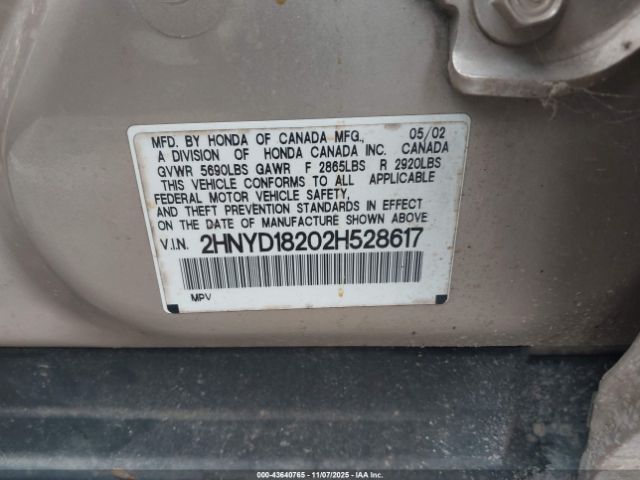 MFD. BY HONDA OF CANADA MFG., 05/02
A DIVISION OF HONDA CANADA INC. CANADA
GVWR 5690LBS GAWR F 2865LBS R 2920LBS
THIS VEHICLE CONFORMS TO ALL APPLICABLE
FEDERAL MOTOR VEHICLE SAFETY,
AND THEFT PREVENTION STANDARDS IN EFFECT
ON THE DATE OF MANUFACTURE SHOWN ABOVE
V.I.N. 2HNYD18202H528617
MPV
000-43640765 - 11/07/2025 - IAA Inc.